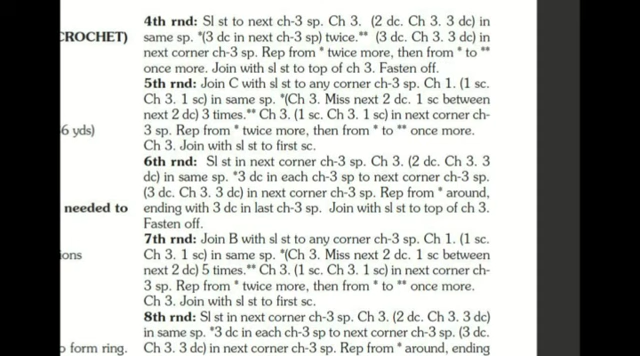 4th rnd: Sl st to next ch-3 sp. Ch 3. (2 dc. Ch 3. 3 dc) in
CROCHET) same sp. *(3 dc in next ch-3 sp) twice.** (3 dc. Ch 3. 3 dc) in
next corner ch-3 sp. Rep from * twice more, then from * to **
once more. Join with sl st to top of ch 3. Fasten off.
5th rnd: Join C with sl st to any corner ch-3 sp. Ch 1. (1 sc.
Ch 3. 1 sc) in same sp. *(Ch 3. Miss next 2 dc. 1 sc between
next 2 dc) 3 times.** Ch 3. (1 sc. Ch 3. 1 sc) in next corner ch-
6 yds) 3 sp. Rep from * twice more, then from * to ** once more.
Ch 3. Join with sl st to first sc.
6th rnd: Sl st in next corner ch-3 sp. Ch 3. (2 dc. Ch 3. 3
dc) in same sp. *3 dc in each ch-3 sp to next corner ch-3 sp.
(3 dc. Ch 3. 3 dc) in next corner ch-3 sp. Rep from * around,
needed to ending with 3 dc in last ch-3 sp. Join with sl st to top of ch 3.
Fasten off.
7th rnd: Join B with sl st to any corner ch-3 sp. Ch 1. (1 sc.
ions Ch 3. 1 sc) in same sp. *(Ch 3. Miss next 2 dc. 1 sc between
next 2 dc) 5 times.** Ch 3. (1 sc. Ch 3. 1 sc) in next corner ch-
3 sp. Rep from * twice more, then from * to ** once more.
Ch 3. Join with sl st to first sc.
8th rnd: Sl st in next corner ch-3 sp. Ch 3. (2 dc. Ch 3. 3 dc)
in same sp. *3 dc in each ch-3 sp to next corner ch-3 sp. (3 dc.
o form ring. Ch 3. 3 dc) in next corner ch-3 sp. Rep from * around, ending